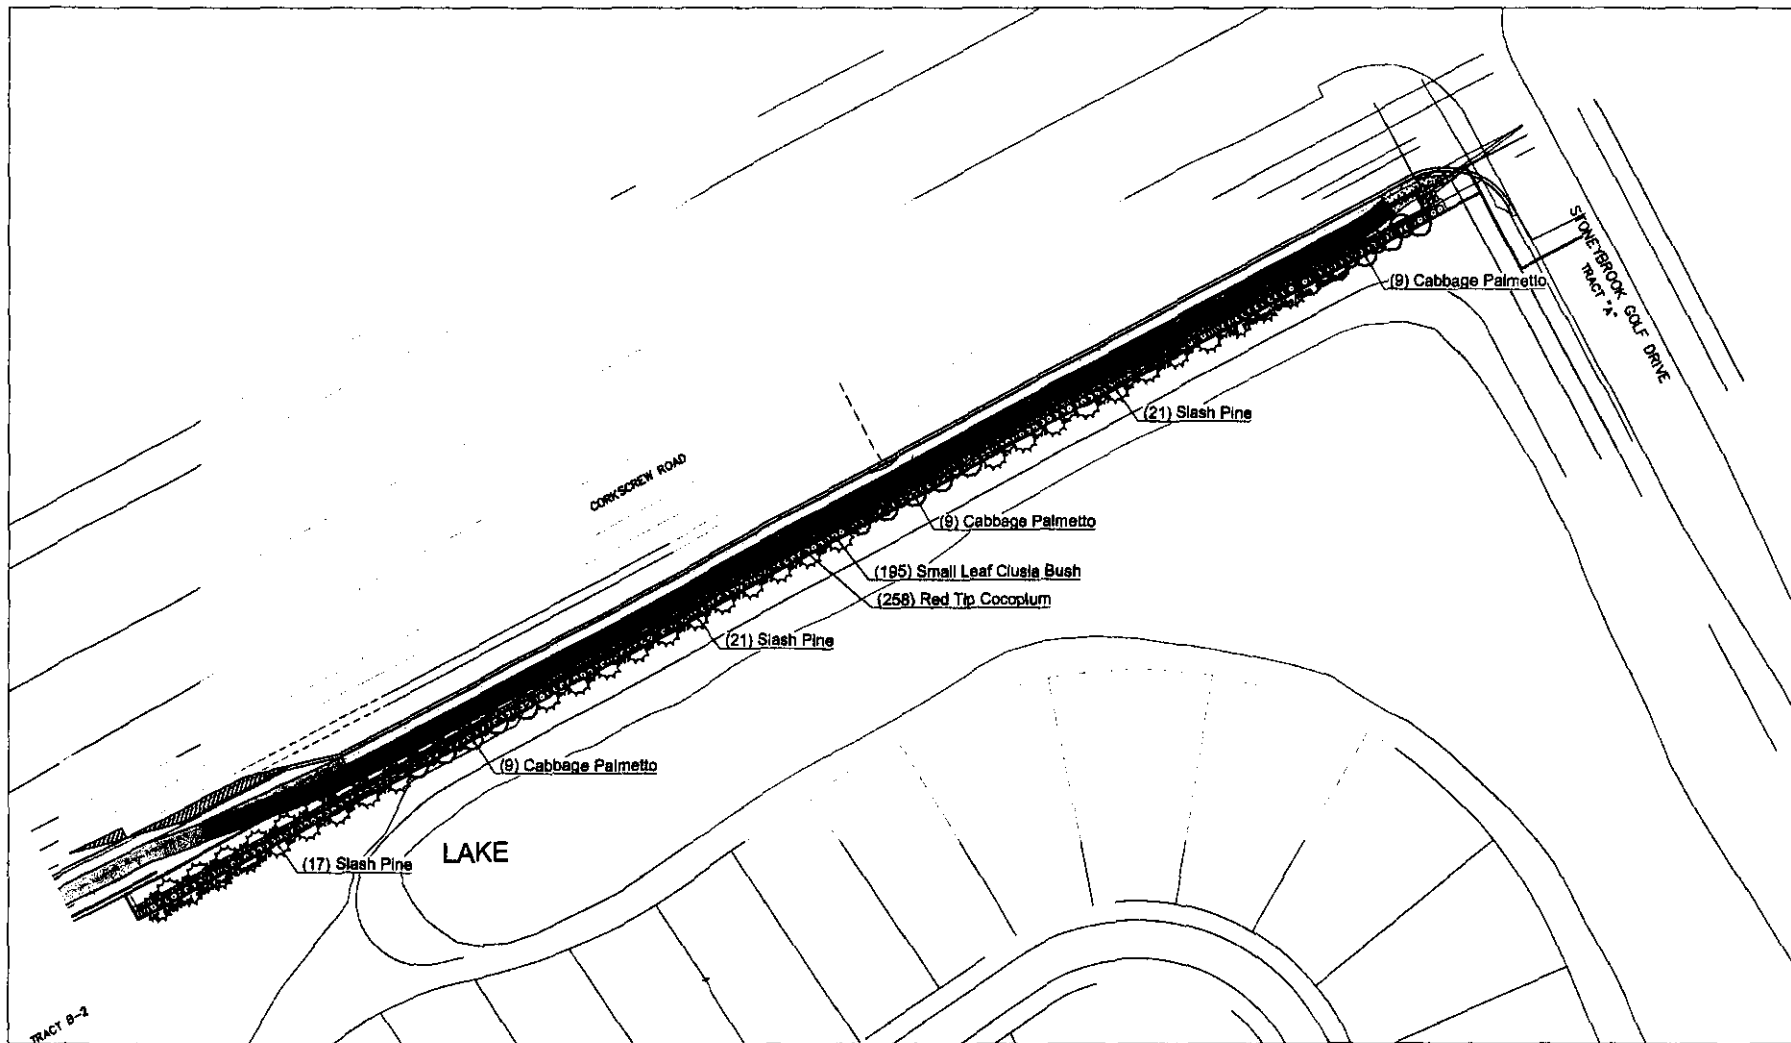 STONEYBROOK GOLF DRIVE
TRACT "A"
(9) Cabbage Palmetto
(21) Slash Pine
CORKSCREW ROAD
(9) Cabbage Palmetto
(195) Small Leaf Clusia Bush
(258) Red Tip Cocoplum
(21) Slash Pine
(9) Cabbage Palmetto
LAKE
(17) Slash Pine
TRACT B-2